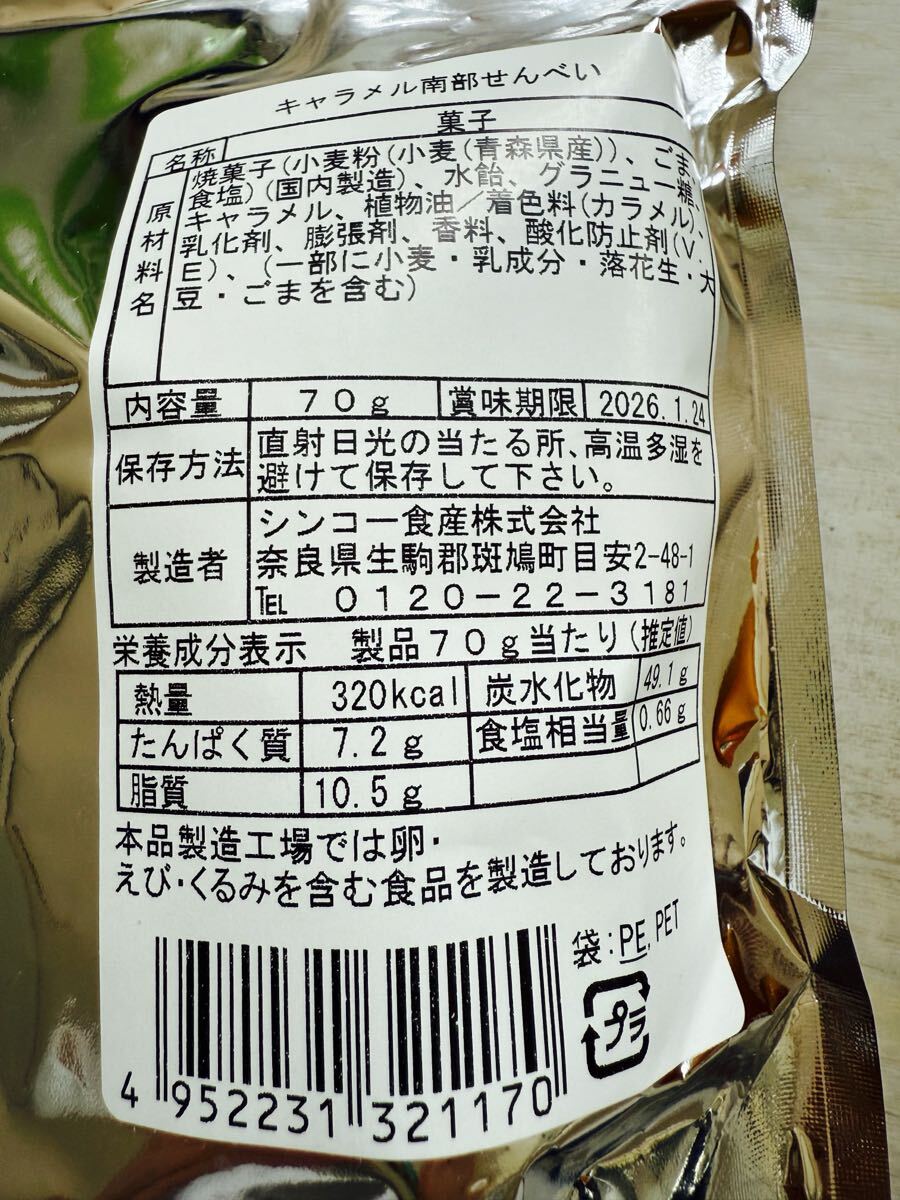 キャラメル南部せんべい
名称 菓子
原材料名
焼菓子(小麦粉(小麦(青森県産))、ごま、
食塩)(国内製造)、水飴、グラニュー糖、
キャラメル、植物油／着色料(カラメル)、
乳化剤、膨張剤、香料、酸化防止剤(V.
E)、(一部に小麦・乳成分・落花生・大
豆・ごまを含む)
内容量 70g 賞味期限 2026.1.24
保存方法 直射日光の当たる所、高温多湿を
避けて保存して下さい。
製造者 シンコー食産株式会社
奈良県生駒郡斑鳩町目安2-48-1
TEL 0120-22-3181
栄養成分表示 製品70g当たり(推定値)
熱量 320kcal 炭水化物 49.1g
たんぱく質 7.2g 食塩相当量 0.66g
脂質 10.5g
本品製造工場では卵・
えび・くるみを含む食品を製造しております。
袋:PE,PET
プラ
4 952231 321170